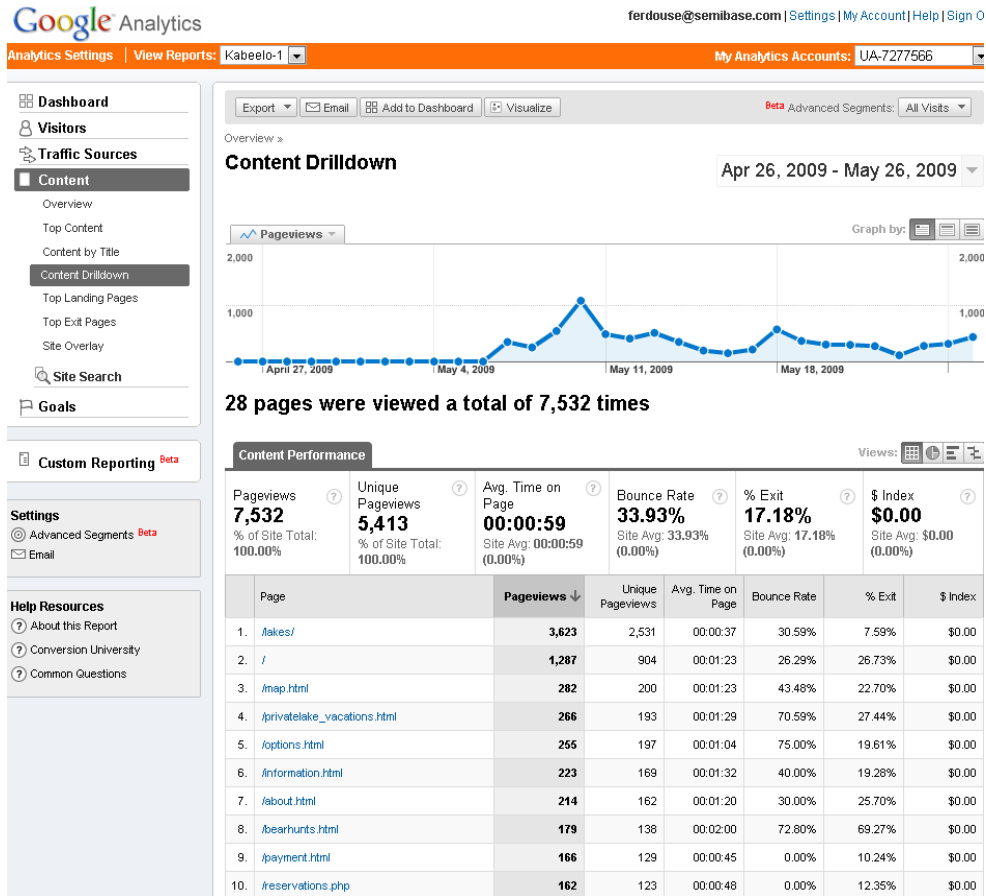 Google Analytics
ferdouse@semibase.com | Settings | My Account | Help | Sign O
Analytics Settings | View Reports: Kabeelo-1
My Analytics Accounts: UA-7277566
Dashboard
Visitors
Traffic Sources
Content
Overview
Top Content
Content by Title
Content Drilldown
Top Landing Pages
Top Exit Pages
Site Overlay
Site Search
Goals
Custom Reporting Beta
Settings
Advanced Segments Beta
Email
Help Resources
? About this Report
? Conversion University
? Common Questions
Export Email Add to Dashboard Visualize
Beta Advanced Segments: All Visits
Overview »
Content Drilldown
Apr 26, 2009 - May 26, 2009
Pageviews
Graph by:
2,000 2,000
1,000 1,000
April 27, 2009 May 4, 2009 May 11, 2009 May 18, 2009
28 pages were viewed a total of 7,532 times
Content Performance
Views:
Pageviews ?
7,532
% of Site Total:
100.00%
Unique ?
Pageviews
5,413
% of Site Total:
100.00%
Avg. Time on ?
Page
00:00:59
Site Avg: 00:00:59
(0.00%)
Bounce Rate ?
33.93%
Site Avg: 33.93%
(0.00%)
% Exit ?
17.18%
Site Avg: 17.18%
(0.00%)
$ Index ?
$0.00
Site Avg: $0.00
(0.00%)
Page Pageviews Unique Pageviews Avg. Time on Page Bounce Rate % Exit $ Index
1. /lakes/ 3,623 2,531 00:00:37 30.59% 7.59% $0.00
2. / 1,287 904 00:01:23 26.29% 26.73% $0.00
3. /map.html 282 200 00:01:23 43.48% 22.70% $0.00
4. /privatelake_vacations.html 266 193 00:01:29 70.59% 27.44% $0.00
5. /options.html 255 197 00:01:04 75.00% 19.61% $0.00
6. /information.html 223 169 00:01:32 40.00% 19.28% $0.00
7. /about.html 214 162 00:01:20 30.00% 25.70% $0.00
8. /bearhunts.html 179 138 00:02:00 72.80% 69.27% $0.00
9. /payment.html 166 129 00:00:45 0.00% 10.24% $0.00
10. /reservations.php 162 123 00:00:48 0.00% 12.35% $0.00